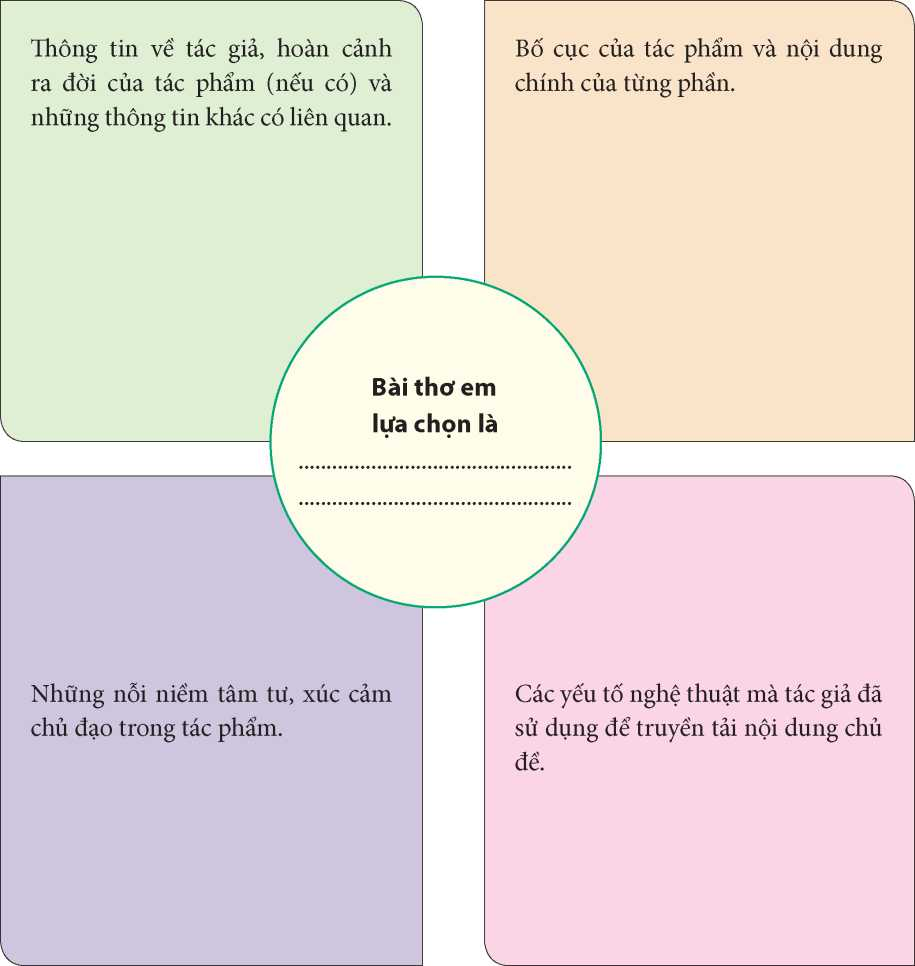 Thông tin về tác giả, hoàn cảnh
ra đời của tác phẩm (nếu có) và
những thông tin khác có liên quan.
Bố cục của tác phẩm và nội dung
chính của từng phần.
Bài thơ em
lựa chọn là
................................................
................................................
Những nỗi niềm tâm tư, xúc cảm
chủ đạo trong tác phẩm.
Các yếu tố nghệ thuật mà tác giả đã
sử dụng để truyền tải nội dung chủ
đề.